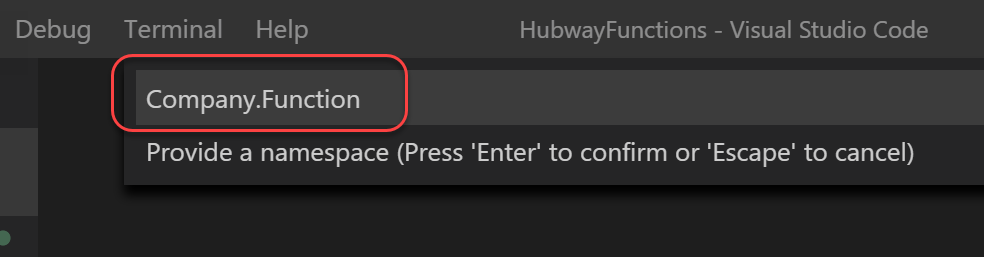 Debug Terminal Help HubwayFunctions - Visual Studio Code
Company.Function
Provide a namespace (Press 'Enter' to confirm or 'Escape' to cancel)